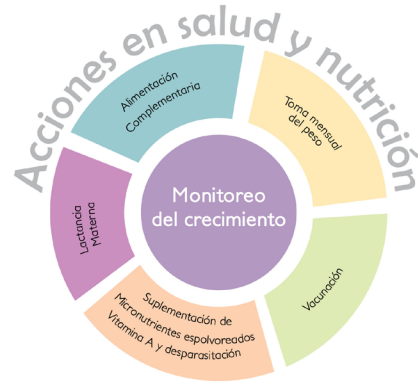 Acciones en salud y nutrición
Alimentación
Complementaria
Toma mensual
del peso
Lactancia
Materna
Monitoreo
del crecimiento
Vacunación
Suplementación de
Micronutrientes espolvoreados
Vitamina A y desparasitación